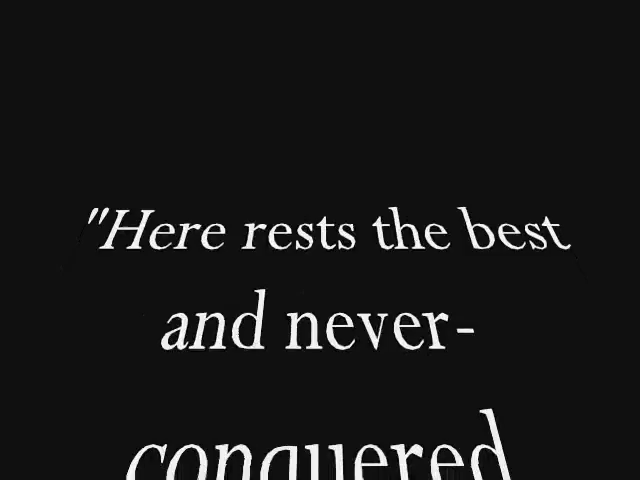 "Here rests the best
and never-
conquered